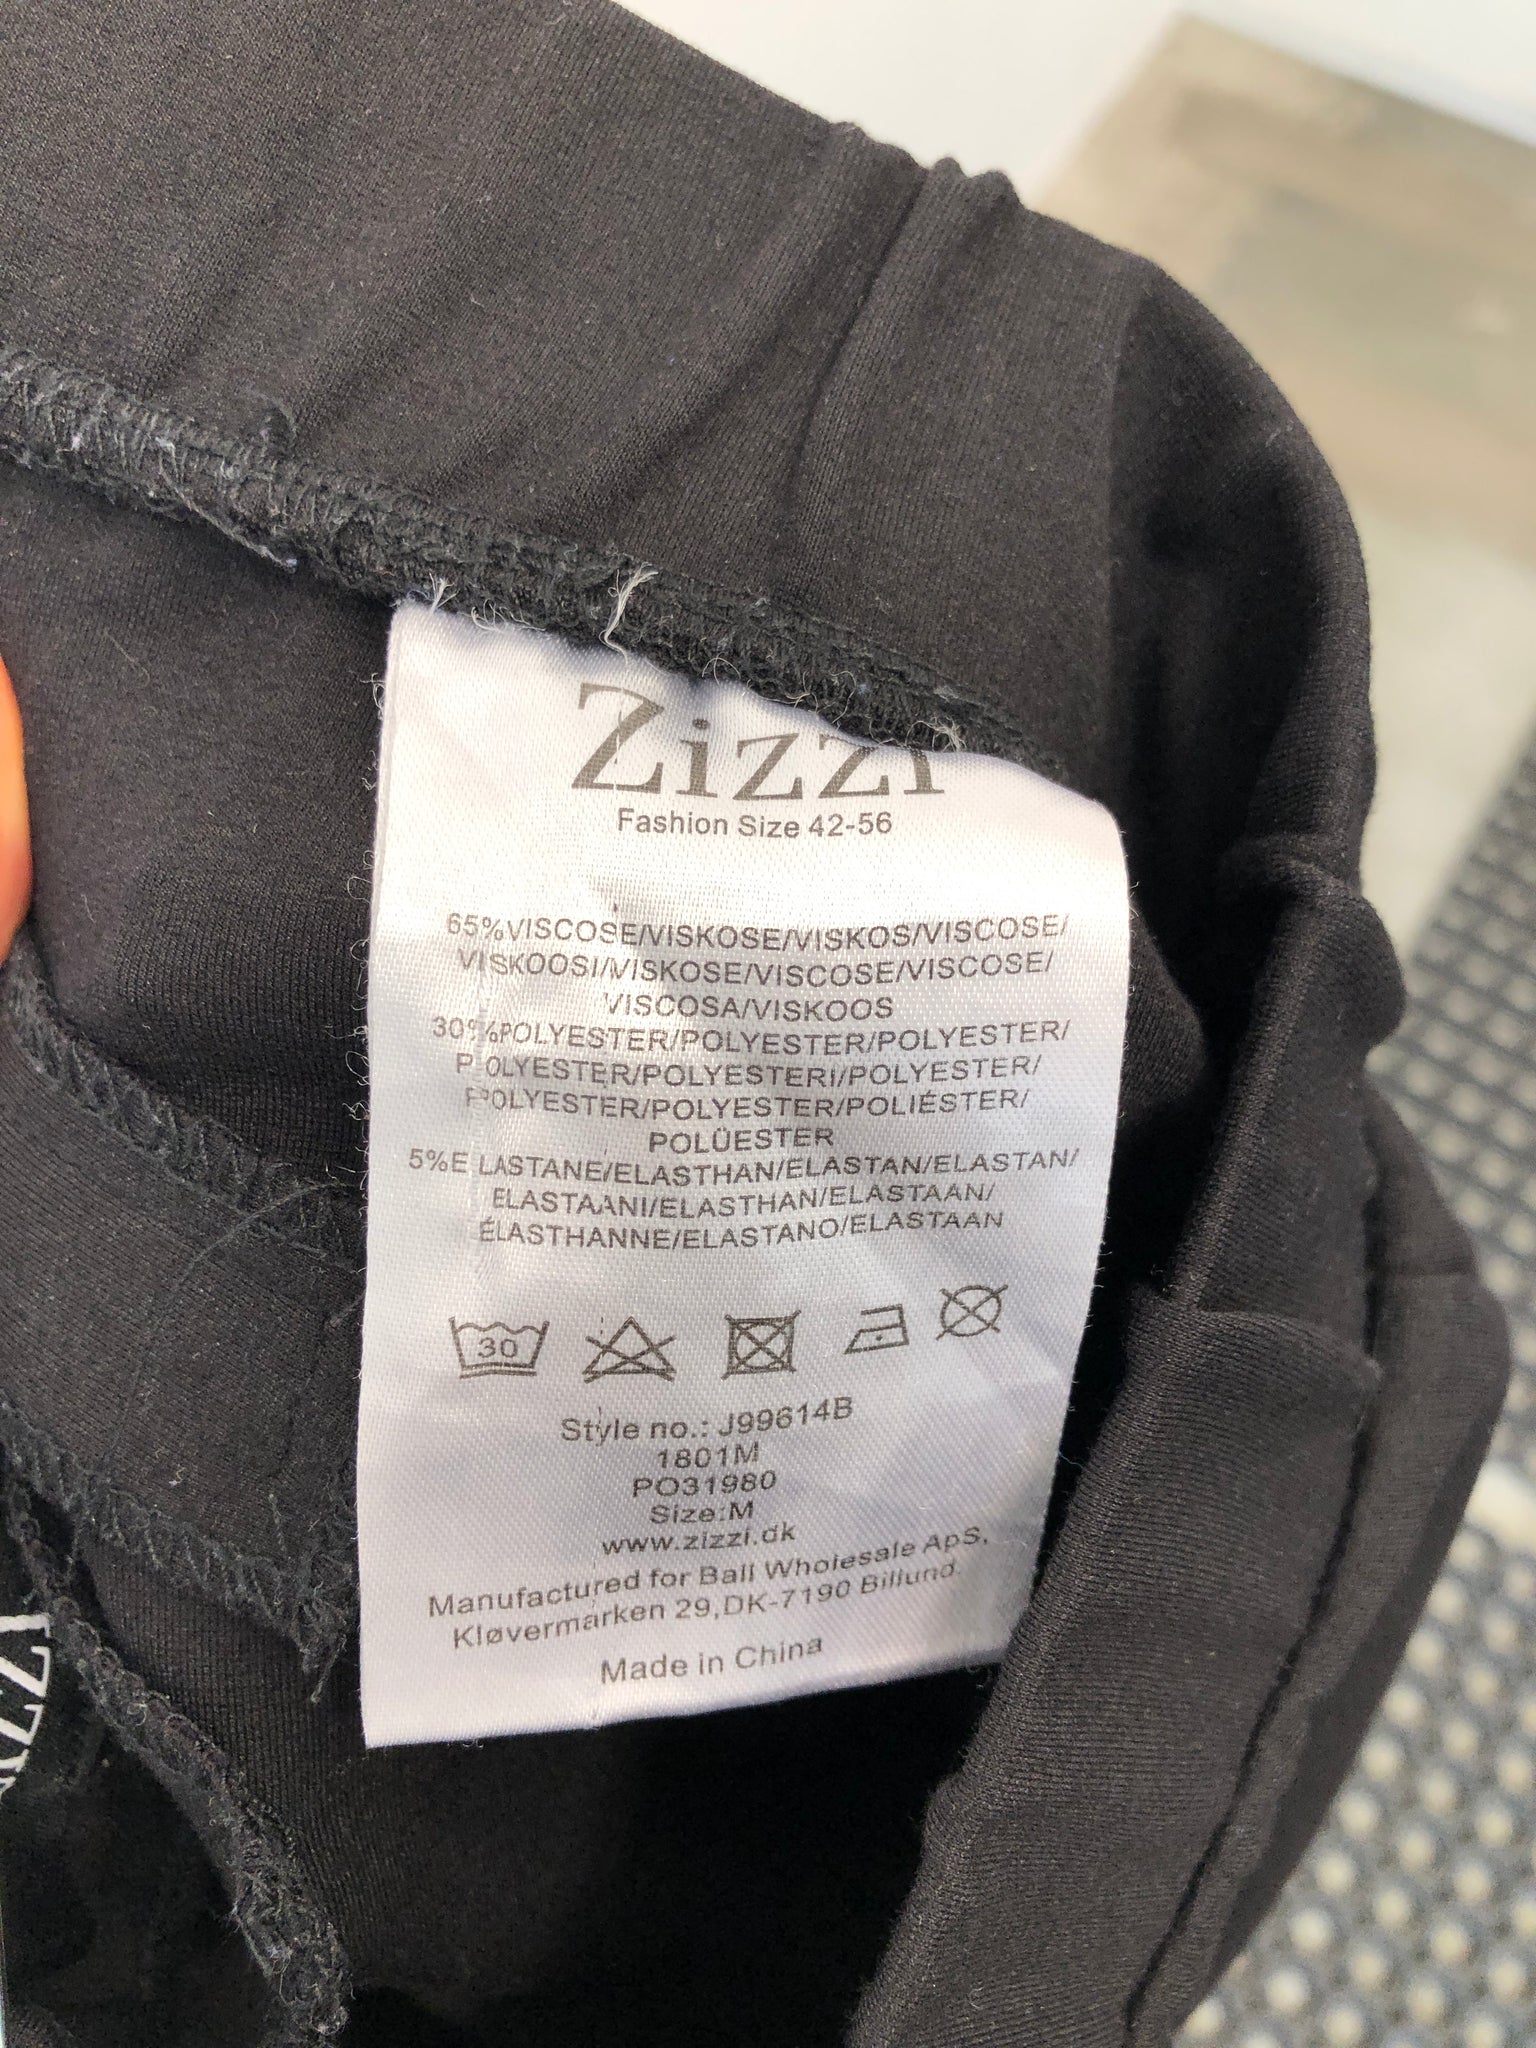 Zizzi
Fashion Size 42-56
65%VISCOSE/VISKOSE/VISKOS/VISCOSE/
VISKOOSI/VISKOSE/VISCOSE/VISCOSE/
VISCOSA/VISKOOS
30%POLYESTER/POLYESTER/POLYESTER/
POLYESTER/POLYESTERI/POLYESTER/
POLYESTER/POLYESTER/POLIÉSTER/
POLÜESTER
5%ELASTANE/ELASTHAN/ELASTAN/ELASTAN/
ELASTAANI/ELASTHAN/ELASTAAN/
ÉLASTHANNE/ELASTANO/ELASTAAN
30
Style no.: J99614B
1801M
PO31980
Size:M
www.zizzi.dk
Manufactured for Ball Wholesale ApS,
Kløvermarken 29,DK-7190 Billund.
Made in China